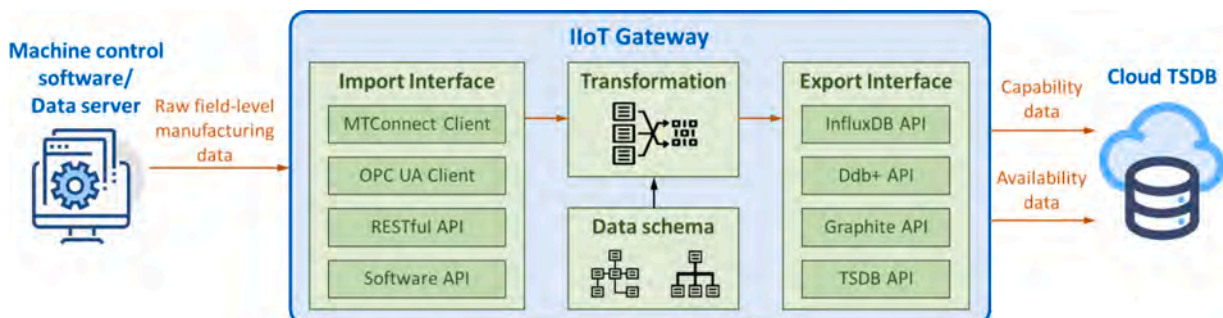 IIoT Gateway
Machine control
software/
Data server
Raw field-level
manufacturing
data
Import Interface
MTConnect Client
OPC UA Client
RESTful API
Software API
Transformation
Data schema
Export Interface
InfluxDB API
Ddb+ API
Graphite API
TSDB API
Capability
data
Availability
data
Cloud TSDB